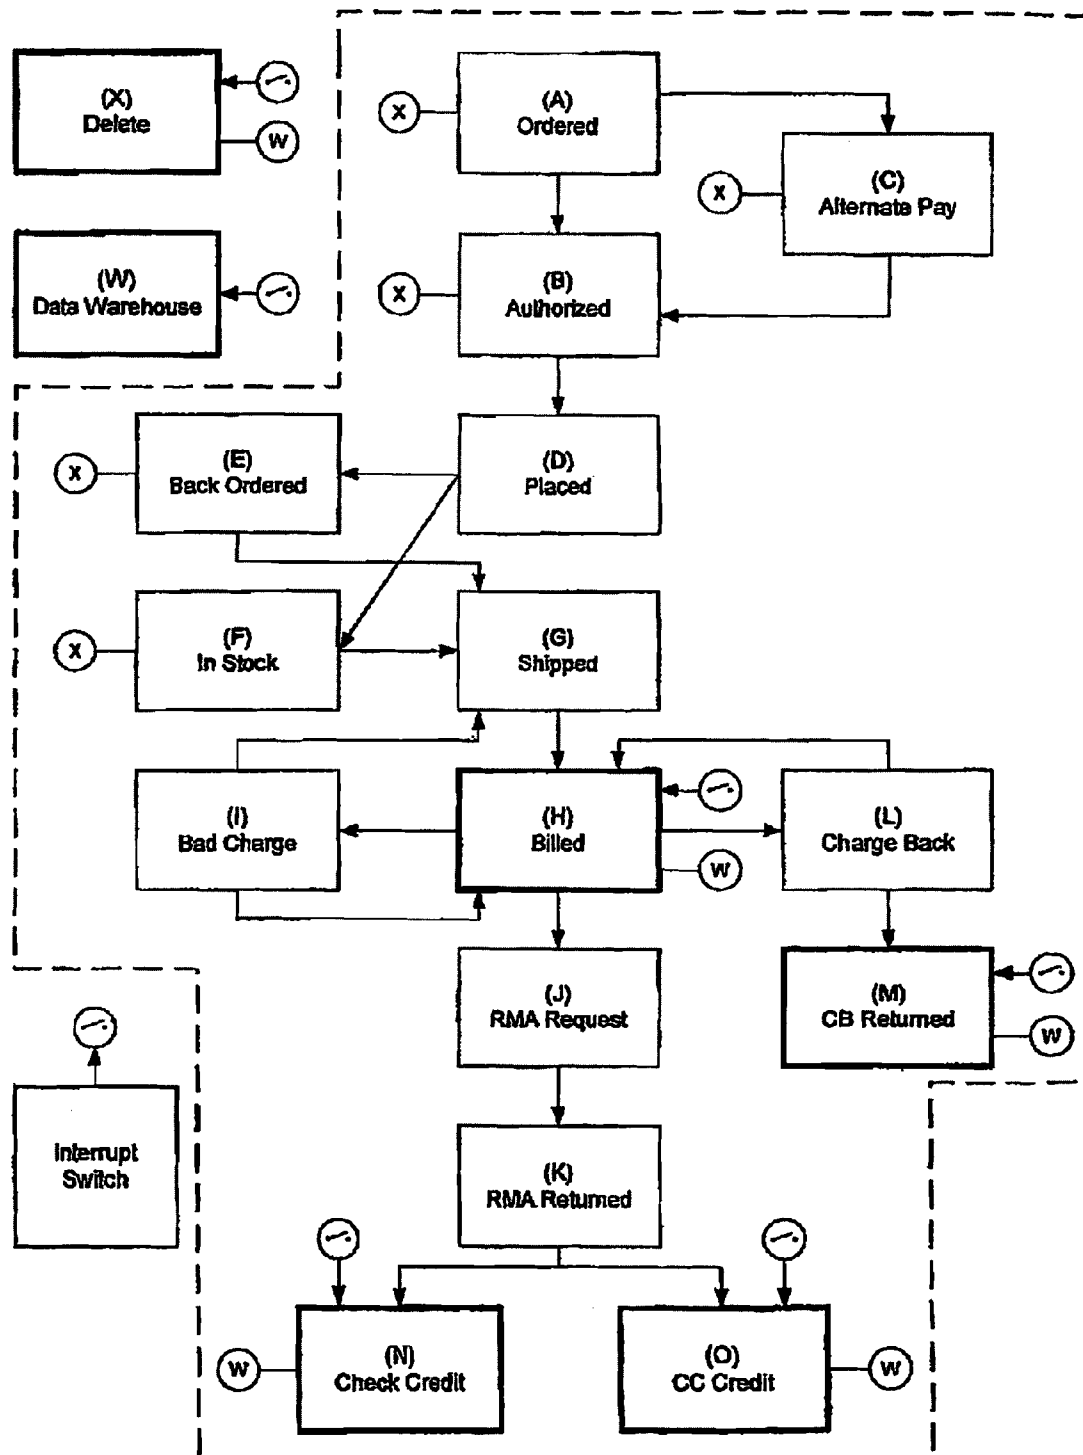 (X)
Delete
W
(W)
Data Warehouse
X
(A)
Ordered
X
(C)
Alternate Pay
X
(B)
Authorized
X
(E)
Back Ordered
(D)
Placed
X
(F)
In Stock
(G)
Shipped
(I)
Bad Charge
(H)
Billed
W
(L)
Charge Back
(J)
RMA Request
(M)
CB Returned
W
Interrupt
Switch
(K)
RMA Returned
W
(N)
Check Credit
(O)
CC Credit
W